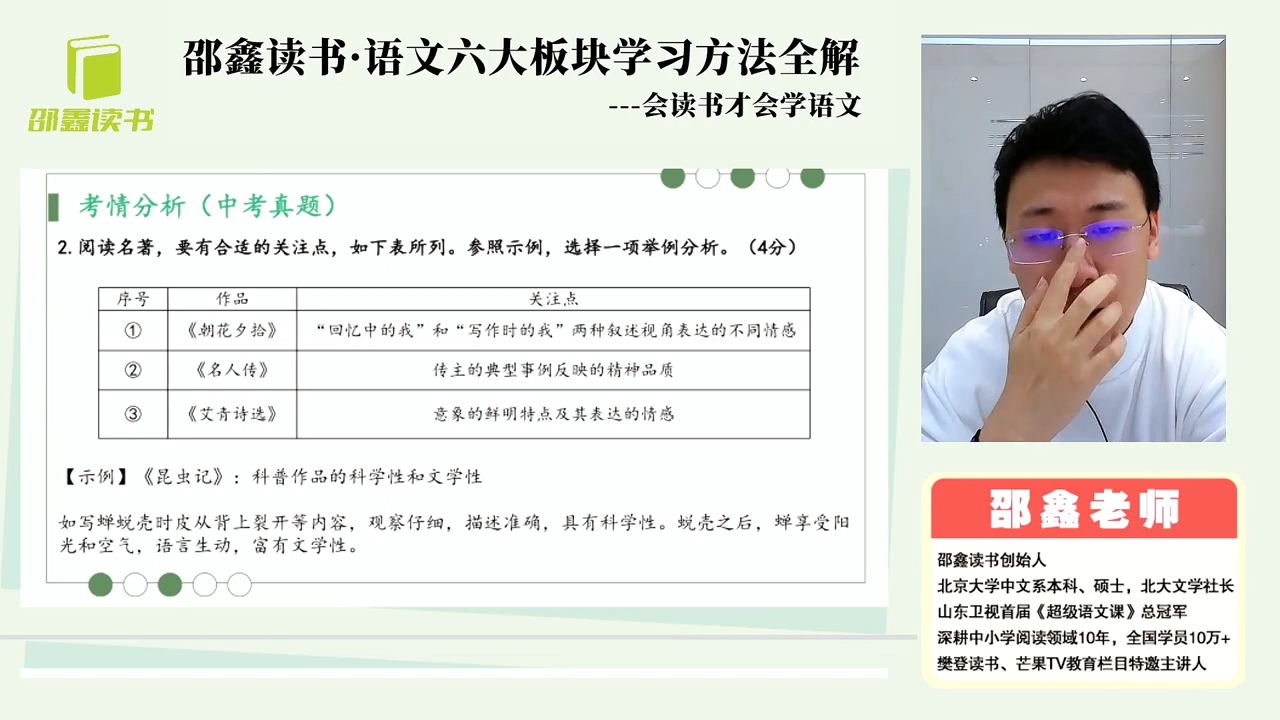 邵鑫读书
邵鑫读书·语文六大板块学习方法全解
---会读书才会学语文
考情分析（中考真题）
2. 阅读名著，要有合适的关注点，如下表所列。参照示例，选择一项举例分析。（4分）
序号 作品 关注点
① 《朝花夕拾》 “回忆中的我”和“写作时的我”两种叙述视角表达的不同情感
② 《名人传》 传主的典型事例反映的精神品质
③ 《艾青诗选》 意象的鲜明特点及其表达的情感
【示例】《昆虫记》：科普作品的科学性和文学性
如写蝉蜕壳时皮从背上裂开等内容，观察仔细，描述准确，具有科学性。蜕壳之后，蝉享受阳
光和空气，语言生动，富有文学性。
邵鑫老师
邵鑫读书创始人
北京大学中文系本科、硕士，北大文学社长
山东卫视首届《超级语文课》总冠军
深耕中小学阅读领域10年，全国学员10万+
樊登读书、芒果TV教育栏目特邀主讲人